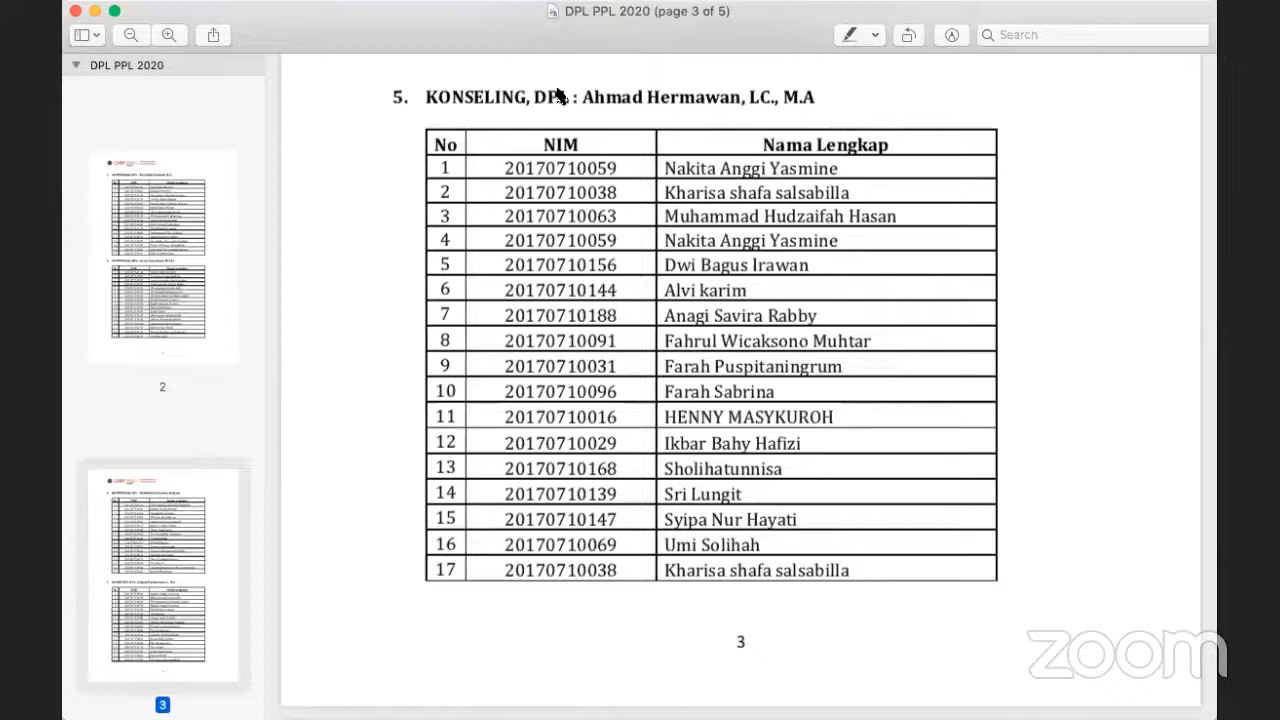 DPL PPL 2020 (page 3 of 5)
Search
DPL PPL 2020
2
3
5. KONSELING, DPL : Ahmad Hermawan, LC., M.A
No NIM Nama Lengkap
1 20170710059 Nakita Anggi Yasmine
2 20170710038 Kharisa shafa salsabilla
3 20170710063 Muhammad Hudzaifah Hasan
4 20170710059 Nakita Anggi Yasmine
5 20170710156 Dwi Bagus Irawan
6 20170710144 Alvi karim
7 20170710188 Anagi Savira Rabby
8 20170710091 Fahrul Wicaksono Muhtar
9 20170710031 Farah Puspitaningrum
10 20170710096 Farah Sabrina
11 20170710016 HENNY MASYKUROH
12 20170710029 Ikbar Bahy Hafizi
13 20170710168 Sholihatunnisa
14 20170710139 Sri Lungit
15 20170710147 Syipa Nur Hayati
16 20170710069 Umi Solihah
17 20170710038 Kharisa shafa salsabilla
3
zoom